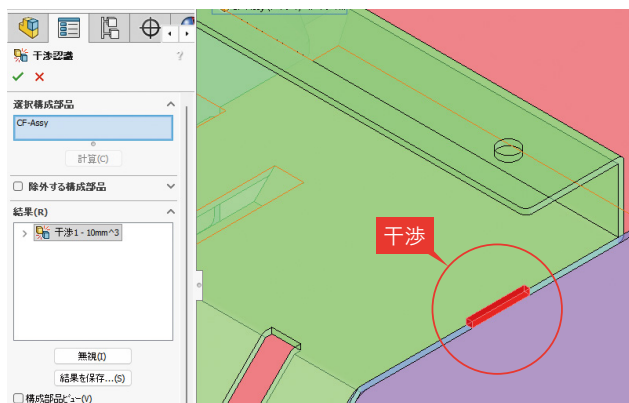 干渉認識
?
選択構成部品
CF-Assy
計算(C)
除外する構成部品
結果(R)
干渉1 - 10mm^3
無視(I)
結果を保存...(S)
構成部品ビュー(V)
干渉